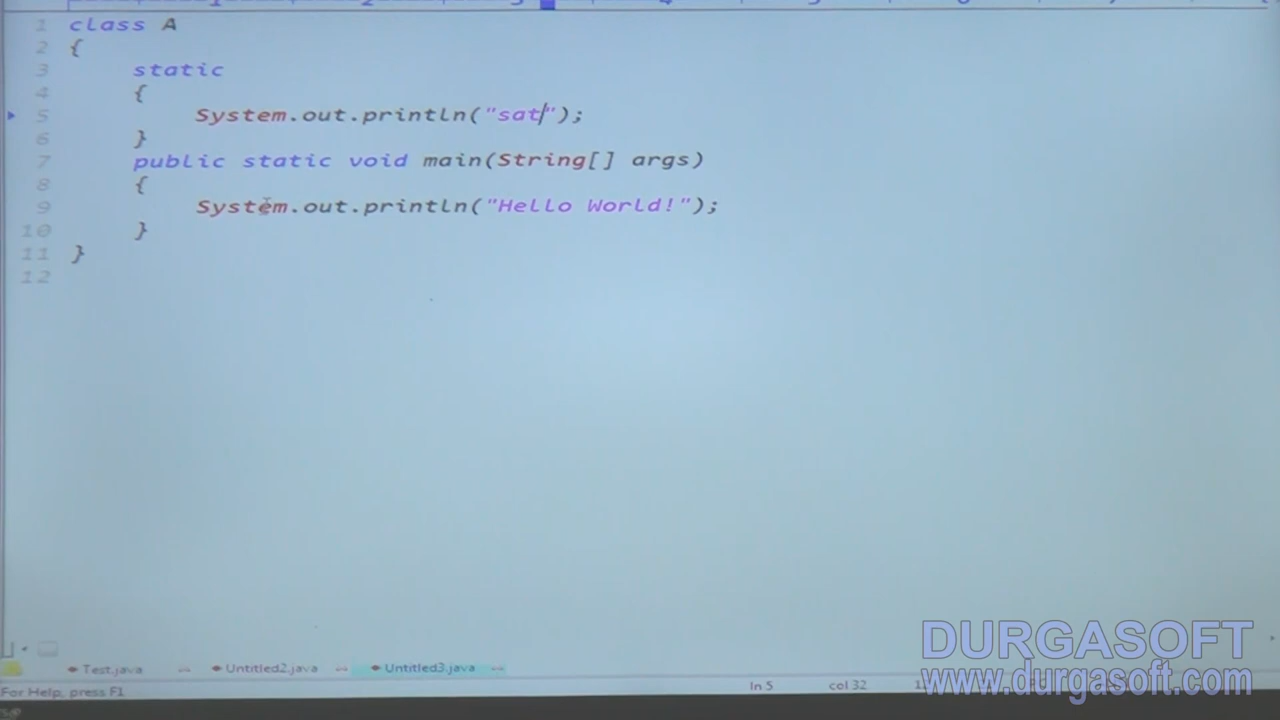 1 class A
2 {
3 static
4 {
5 System.out.println("sat");
6 }
7 public static void main(String[] args)
8 {
9 System.out.println("Hello World!");
10 }
11 }
12
Test.java Untitled2.java Untitled3.java
For Help, press F1 ln 5 col 32
DURGASOFT
www.durgasoft.com